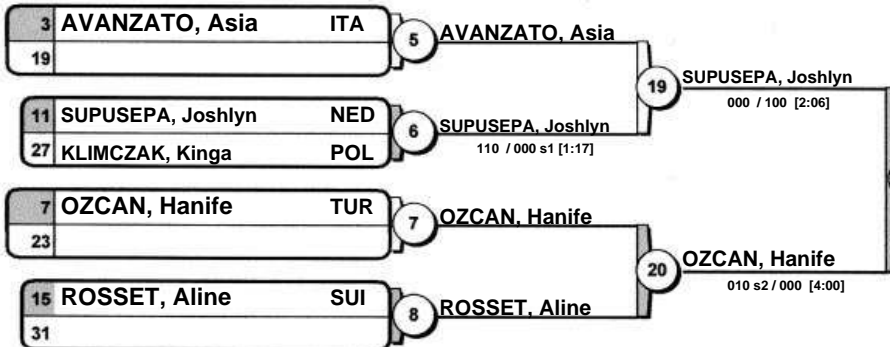 3 AVANZATO, Asia ITA
19
5
AVANZATO, Asia
11 SUPUSEPA, Joshlyn NED
27 KLIMCZAK, Kinga POL
6
SUPUSEPA, Joshlyn
110 / 000 s1 [1:17]
19
SUPUSEPA, Joshlyn
000 / 100 [2:06]
7 OZCAN, Hanife TUR
23
7
OZCAN, Hanife
15 ROSSET, Aline SUI
31
8
ROSSET, Aline
20
OZCAN, Hanife
010 s2 / 000 [4:00]